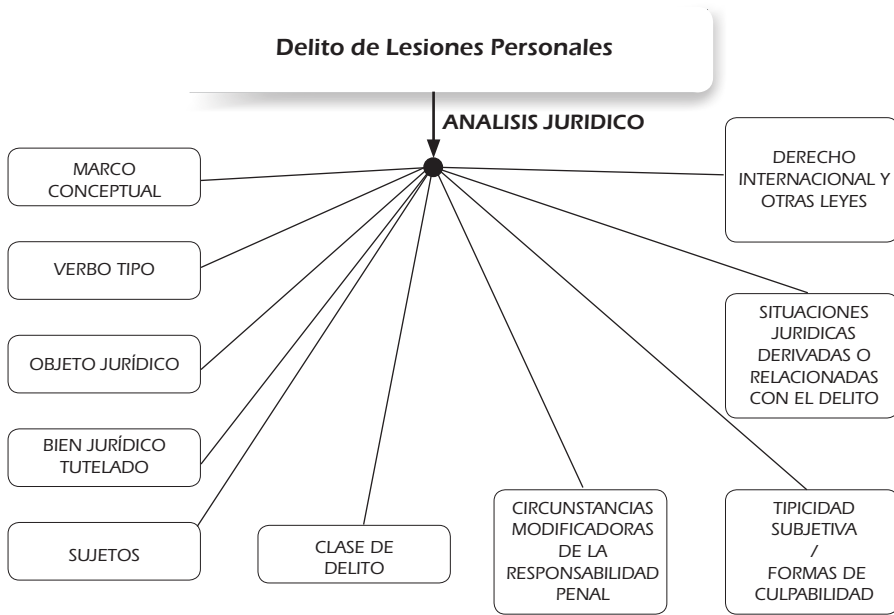 Delito de Lesiones Personales
ANALISIS JURIDICO
MARCO
CONCEPTUAL
VERBO TIPO
OBJETO JURÍDICO
BIEN JURÍDICO
TUTELADO
SUJETOS
CLASE DE
DELITO
CIRCUNSTANCIAS
MODIFICADORAS
DE LA
RESPONSABILIDAD
PENAL
TIPICIDAD
SUBJETIVA
/
FORMAS DE
CULPABILIDAD
SITUACIONES
JURIDICAS
DERIVADAS O
RELACIONADAS
CON EL DELITO
DERECHO
INTERNACIONAL Y
OTRAS LEYES